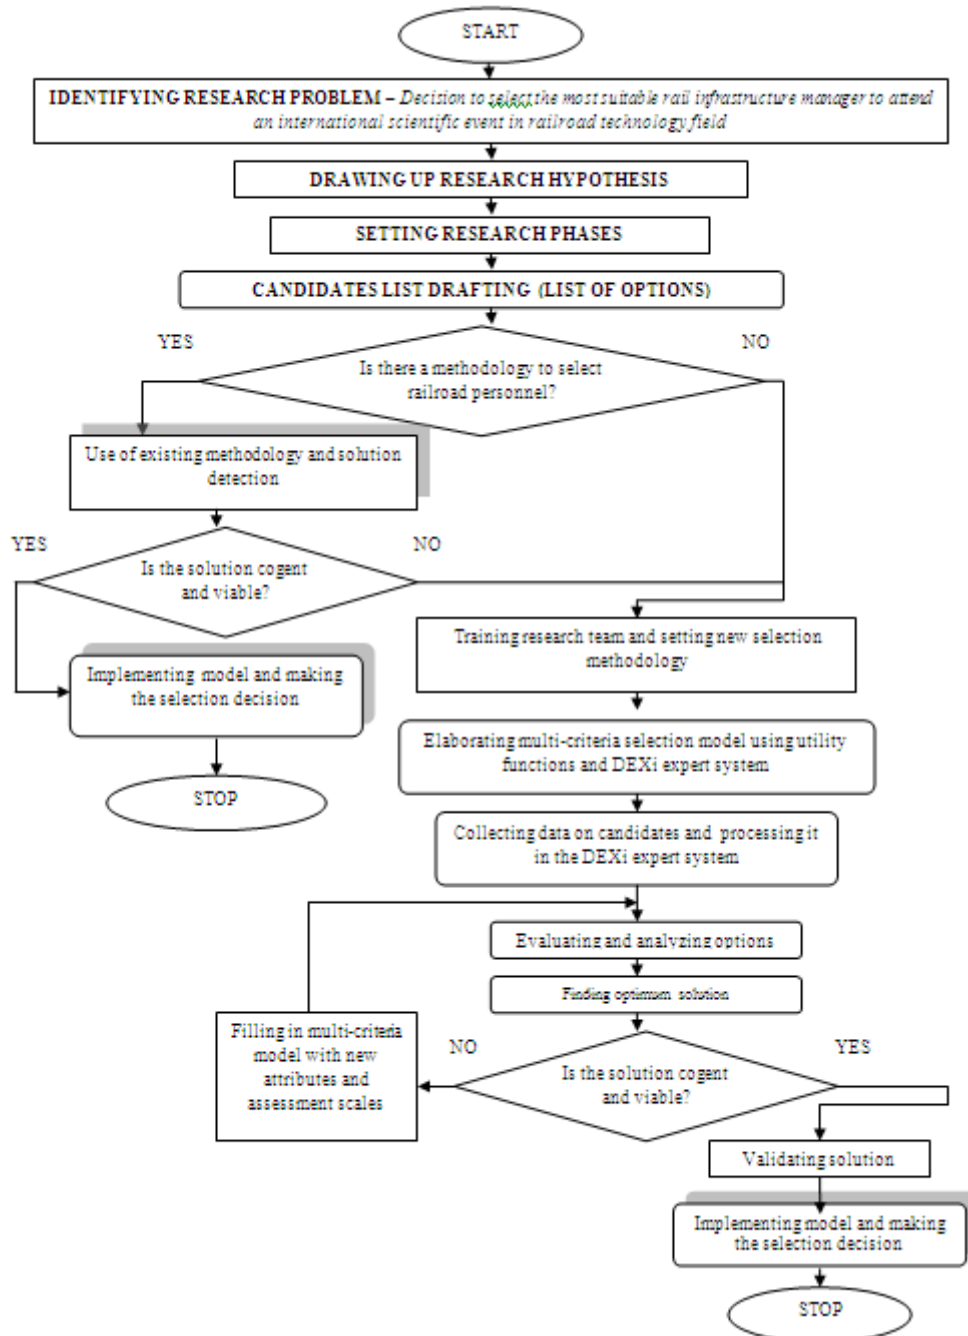 START
IDENTIFYING RESEARCH PROBLEM – Decision to select the most suitable rail infrastructure manager to attend
an international scientific event in railroad technology field
DRAWING UP RESEARCH HYPOTHESIS
SETTING RESEARCH PHASES
CANDIDATES LIST DRAFTING (LIST OF OPTIONS)
YES
NO
Is there a methodology to select
railroad personnel?
Use of existing methodology and solution
detection
YES
NO
Is the solution cogent
and viable?
Training research team and setting new selection
methodology
Implementing model and making
the selection decision
STOP
Elaborating multi-criteria selection model using utility
functions and DEXi expert system
Collecting data on candidates and processing it
in the DEXi expert system
Evaluating and analyzing options
Finding optimum solution
Filling in multi-criteria
model with new
attributes and
assessment scales
NO
YES
Is the solution cogent
and viable?
Validating solution
Implementing model and making
the selection decision
STOP